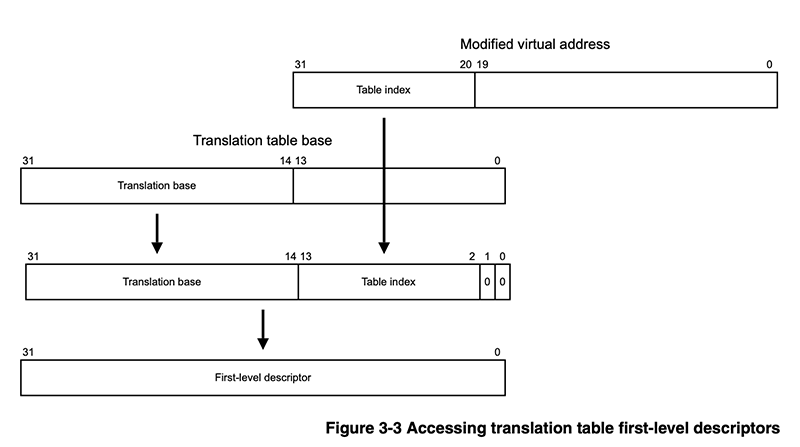 Modified virtual address
31 20 19 0
Table index
Translation table base
31 14 13 0
Translation base
31 14 13 2 1 0
Translation base Table index 0 0
31 0
First-level descriptor
Figure 3-3 Accessing translation table first-level descriptors